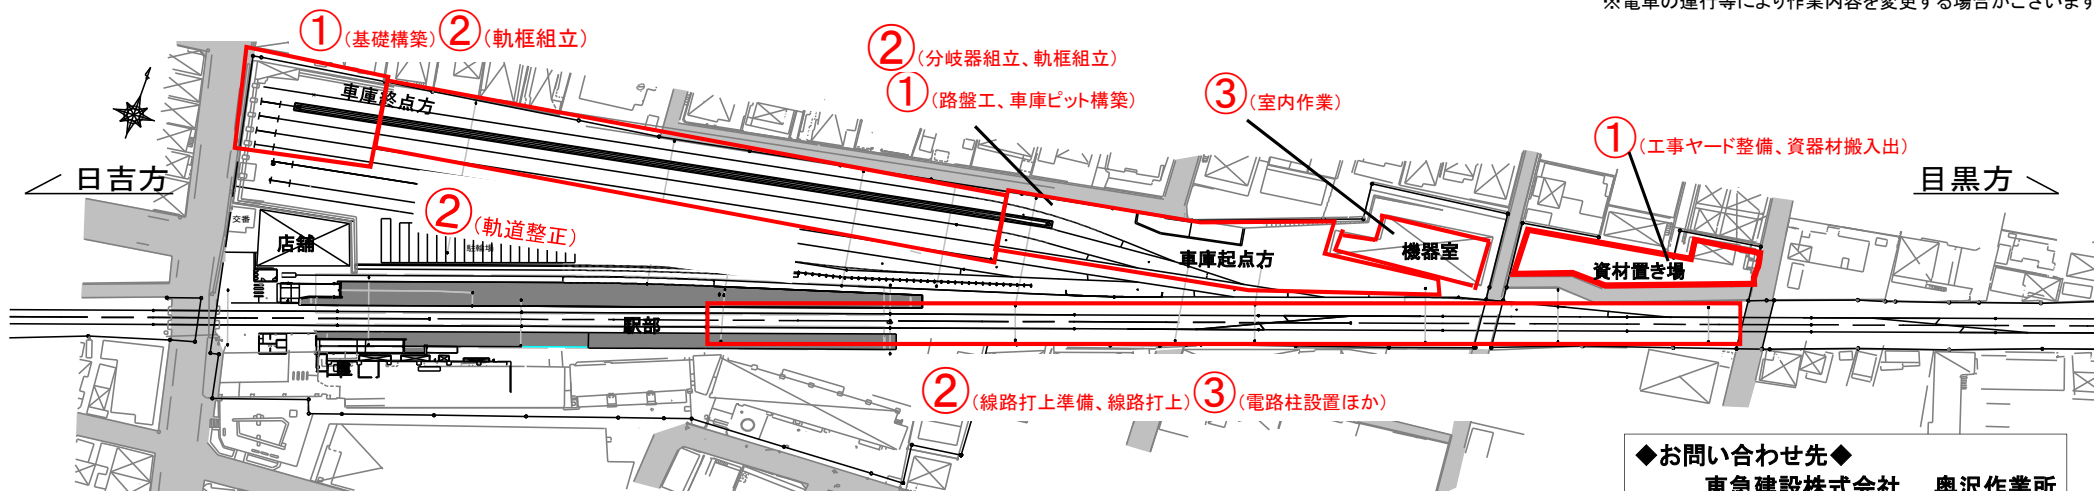 ※電車の運行等により作業内容を変更する場合がございます
①(基礎構築)②(軌框組立)
②(分岐器組立、軌框組立)
①(路盤工、車庫ピット構築)
③(室内作業)
①(工事ヤード整備、資器材搬入出)
車庫終点方
日吉方
目黒方
交番
店舗
②(軌道整正)
駐輪場
車庫起点方
機器室
資材置き場
駅部
②(線路打上準備、線路打上)③(電路柱設置ほか)
◆お問い合わせ先◆
東急建設株式会社 奥沢作業所